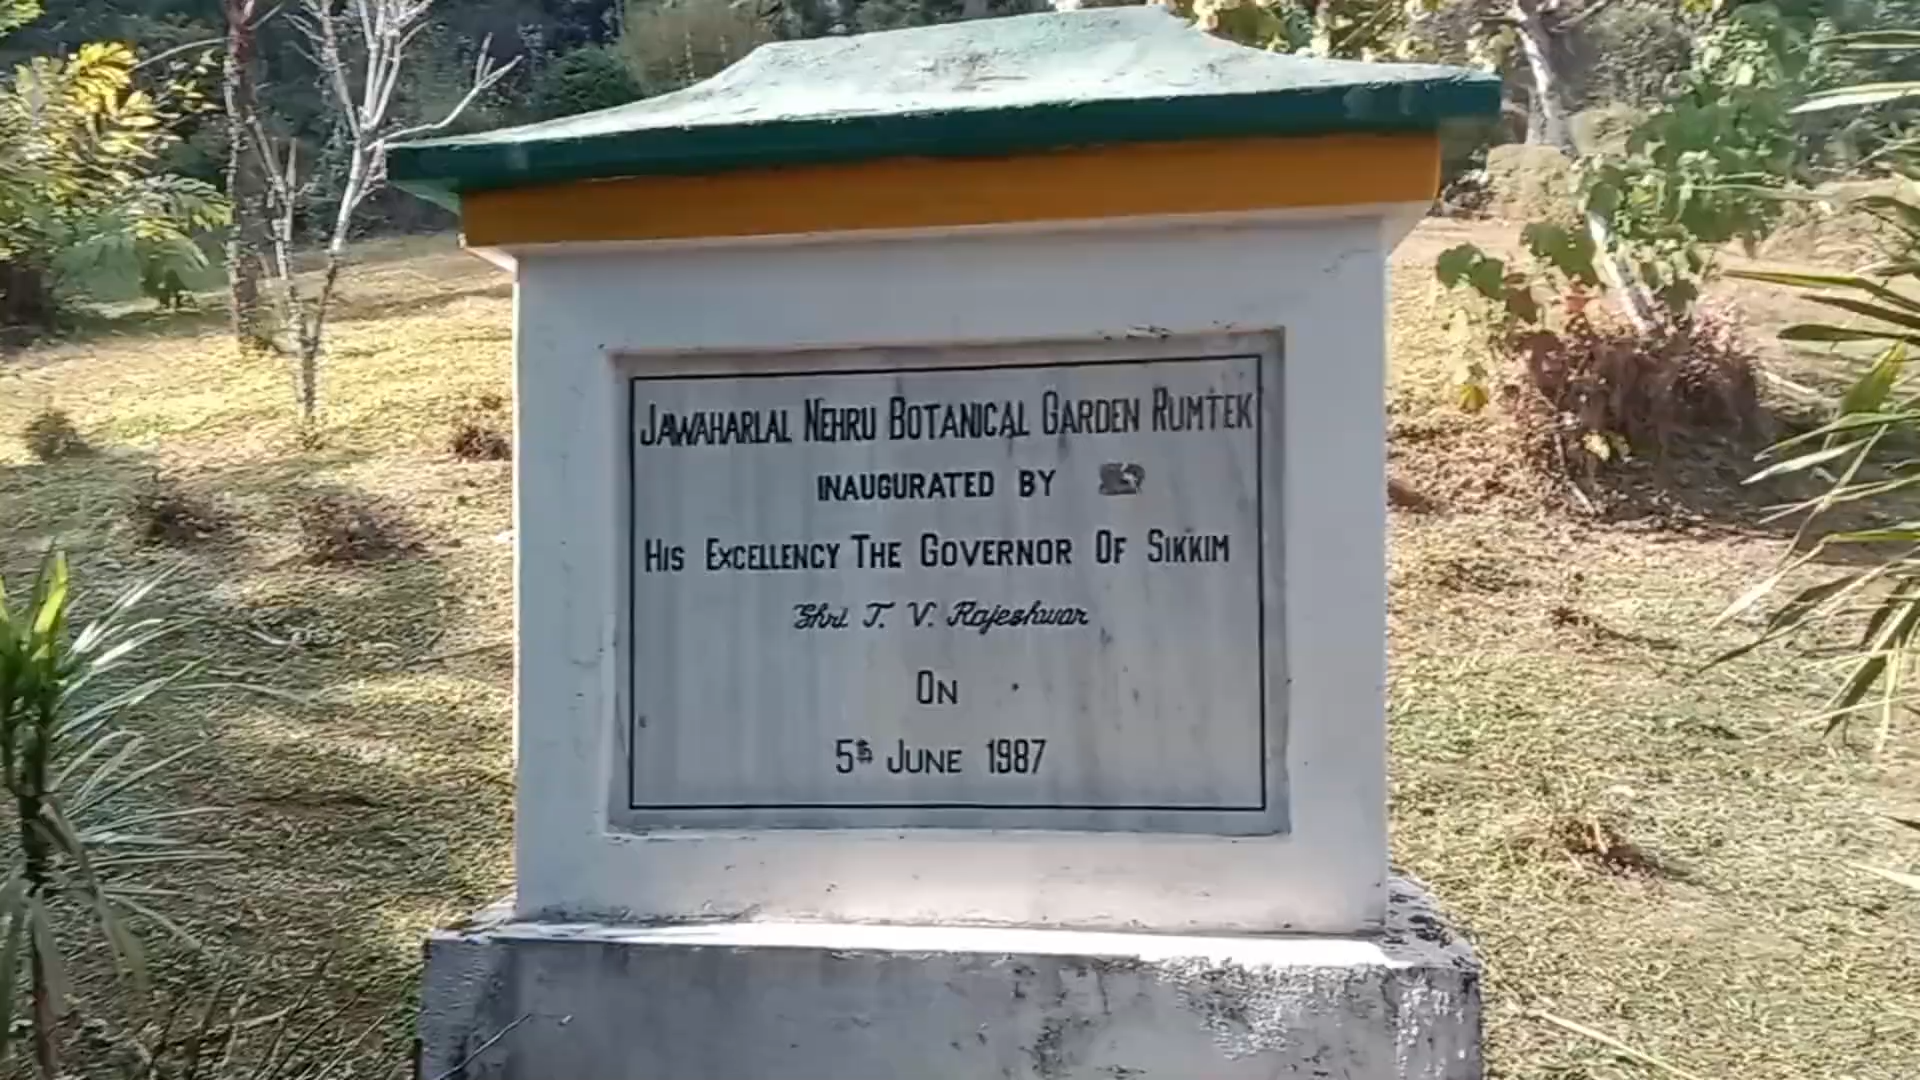 JAWAHARLAL NEHRU BOTANICAL GARDEN RUMTEK
INAUGURATED BY
HIS EXCELLENCY THE GOVERNOR OF SIKKIM
Shri T. V. Rajeshwar
ON
5th JUNE 1987